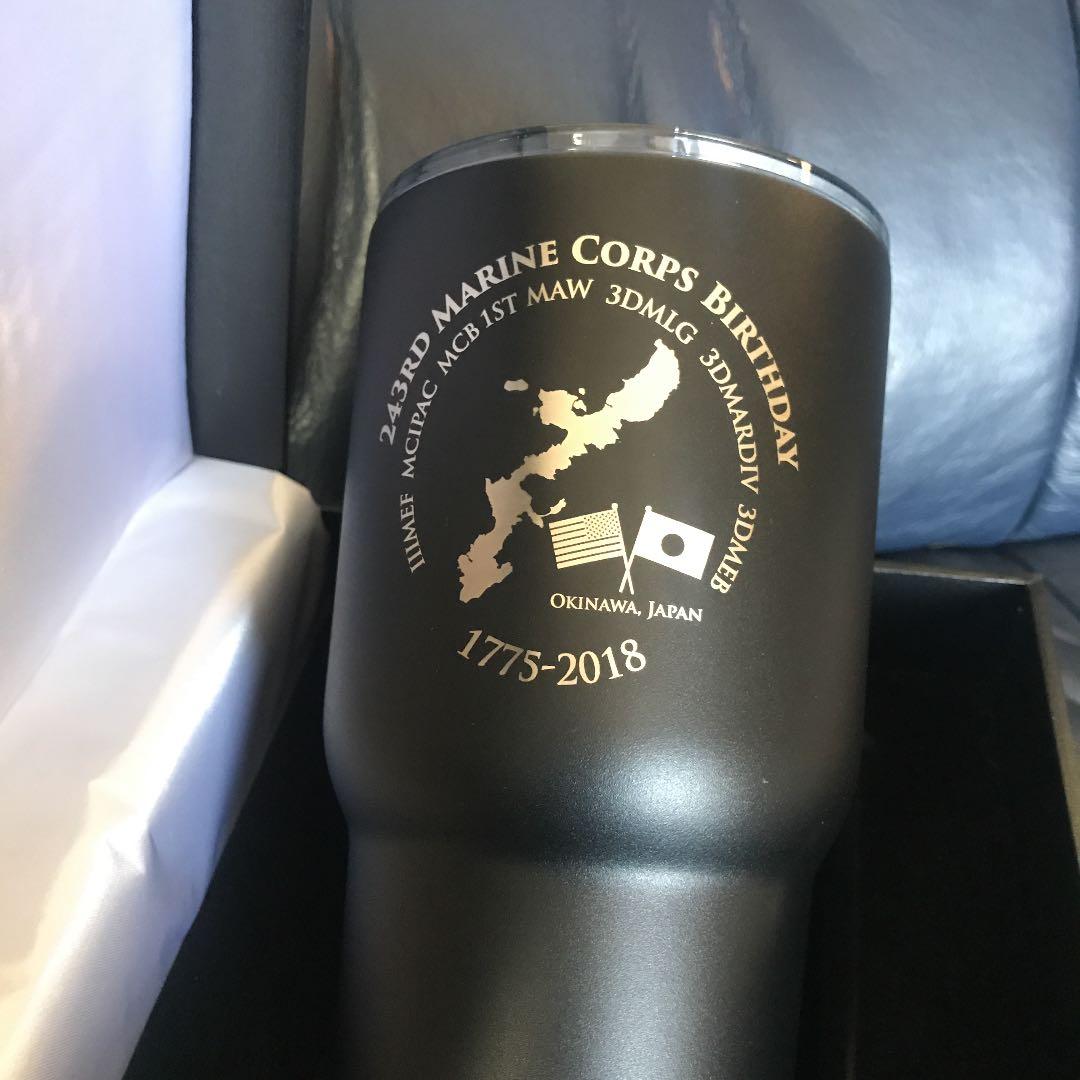 243RD MARINE CORPS BIRTHDAY
IIIMEF MCIPAC MCB 1ST MAW 3DMLG 3DMARDIV 3DMEB
OKINAWA, JAPAN
1775-2018